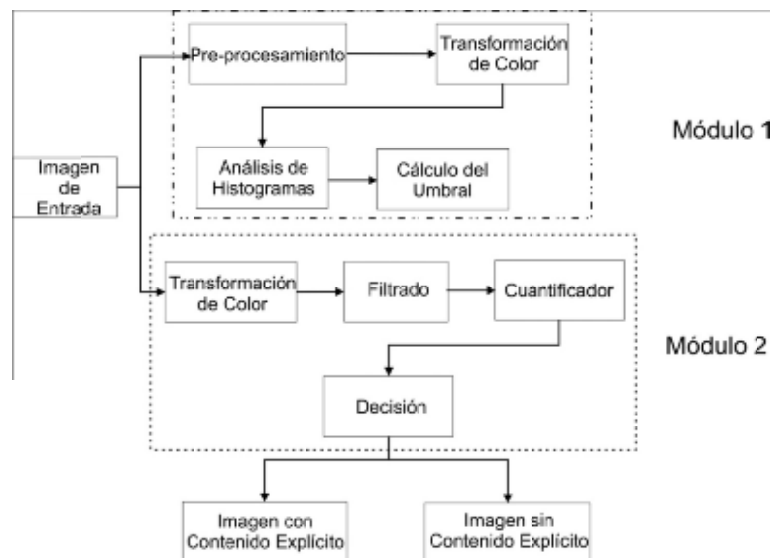 Pre-procesamiento
Transformación
de Color
Módulo 1
Imagen
de
Entrada
Análisis de
Histogramas
Cálculo del
Umbral
Transformación
de Color
Filtrado
Cuantificador
Módulo 2
Decisión
Imagen con
Contenido Explícito
Imagen sin
Contenido Explícito